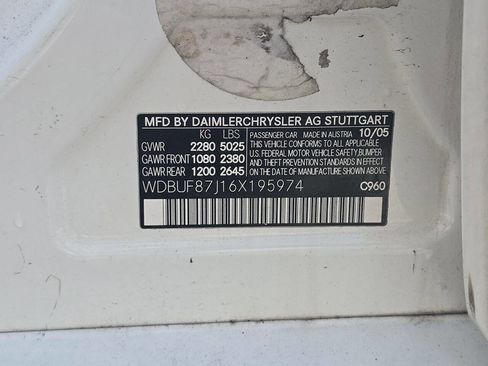 MFD BY DAIMLERCHRYSLER AG STUTTGART
KG LBS PASSENGER CAR MADE IN AUSTRIA 10/05
GVWR 2280 5025 THIS VEHICLE CONFORMS TO ALL APPLICABLE
GAWR FRONT 1080 2380 U.S. FEDERAL MOTOR VEHICLE SAFETY,BUMPER
GAWR REAR 1200 2645 AND THEFT PREVENTION STANDARDS IN EFFECT
ON THE DATE OF MANUFACTURE SHOWN ABOVE
WDBUF87J16X195974 C960